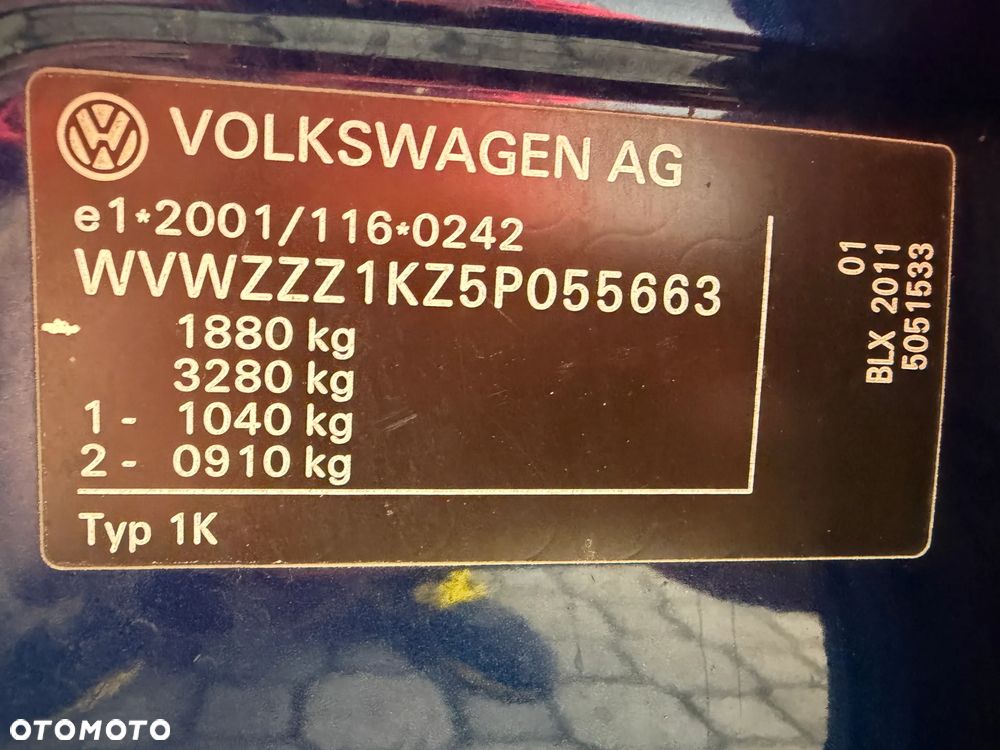 VOLKSWAGEN AG
e1*2001/116*0242
WVWZZZ1KZ5P055663
1880 kg
3280 kg
1 - 1040 kg
2 - 0910 kg
Typ 1K
01
BLX 2011
5051533
OTOMOTO